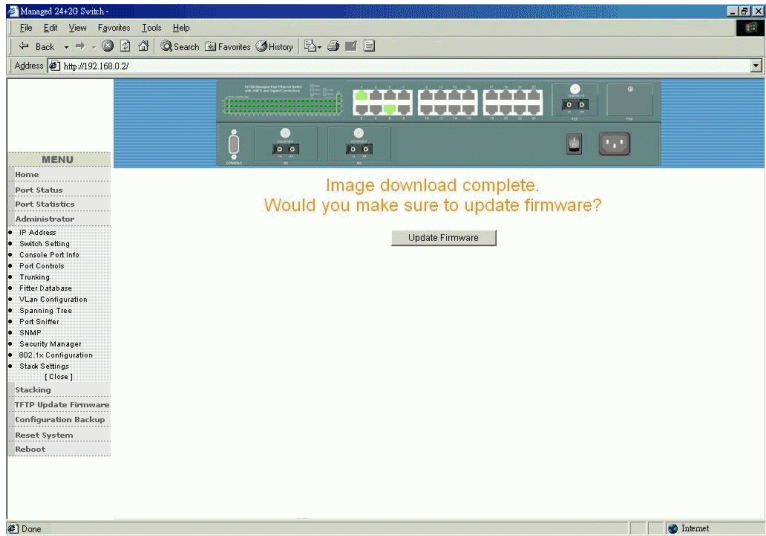 Managed 24+2G Switch -
File Edit View Favorites Tools Help
Back Search Favorites History
Address http://192.168.0.2/
MENU
Home
Port Status
Port Statistics
Administrator
IP Address
Switch Setting
Console Port Info
Port Controls
Trunking
Fitter Database
VLan Configuration
Spanning Tree
Port Sniffer
SNMP
Security Manager
802.1x Configuration
Stack Settings
[ Close ]
Stacking
TFTP Update Firmware
Configuration Backup
Reset System
Reboot
Image download complete.
Would you make sure to update firmware?
Update Firmware
Done
Internet